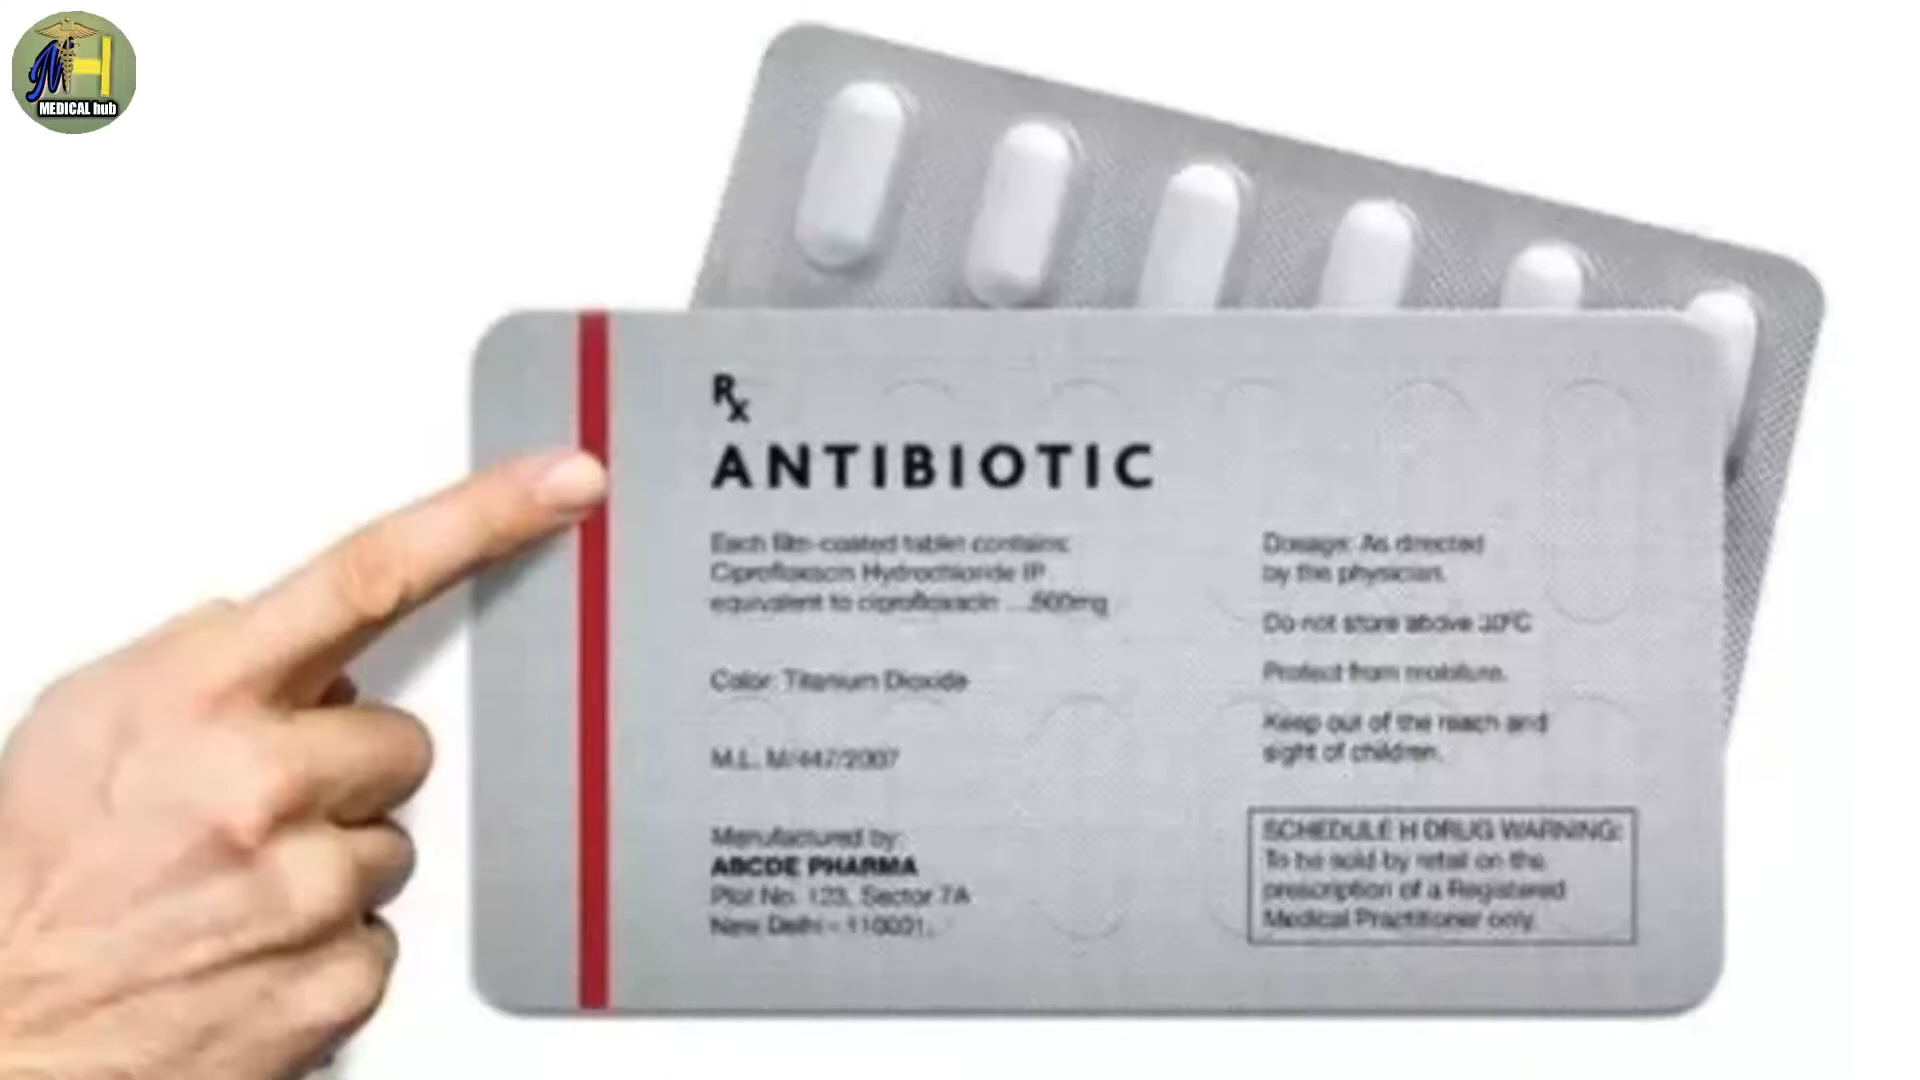 MH
MEDICAL hub
Rx
ANTIBIOTIC
Each film-coated tablet contains:
Ciprofloxacin Hydrochloride IP
equivalent to ciprofloxacin ....500mg
Color: Titanium Dioxide
M.L. M/447/2007
Manufactured by:
ABCDE PHARMA
Plot No. 123, Sector 7A
New Delhi - 110001.
Dosage: As directed
by the physician.
Do not store above 30°C
Protect from moisture.
Keep out of the reach and
sight of children.
SCHEDULE H DRUG WARNING:
To be sold by retail on the
prescription of a Registered
Medical Practitioner only.